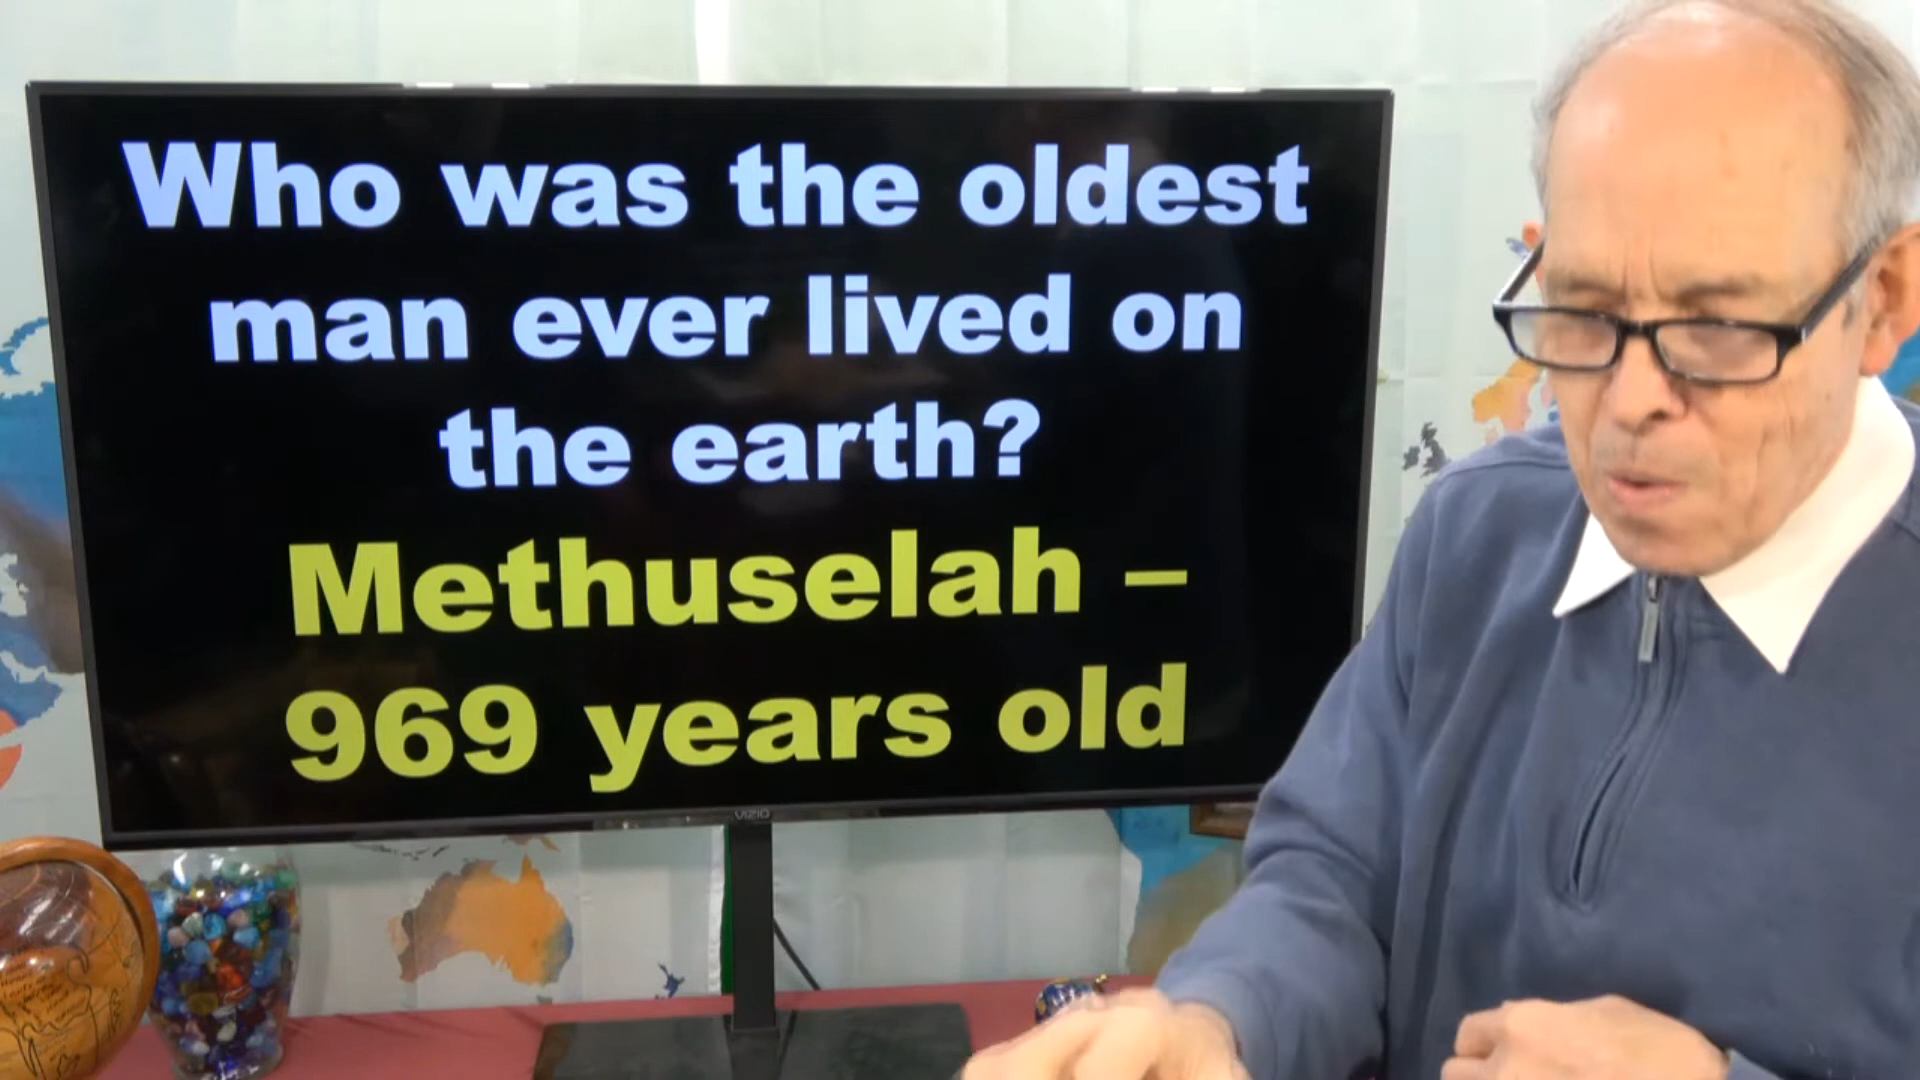 Who was the oldest
man ever lived on
the earth?
Methuselah –
969 years old
VIZIO